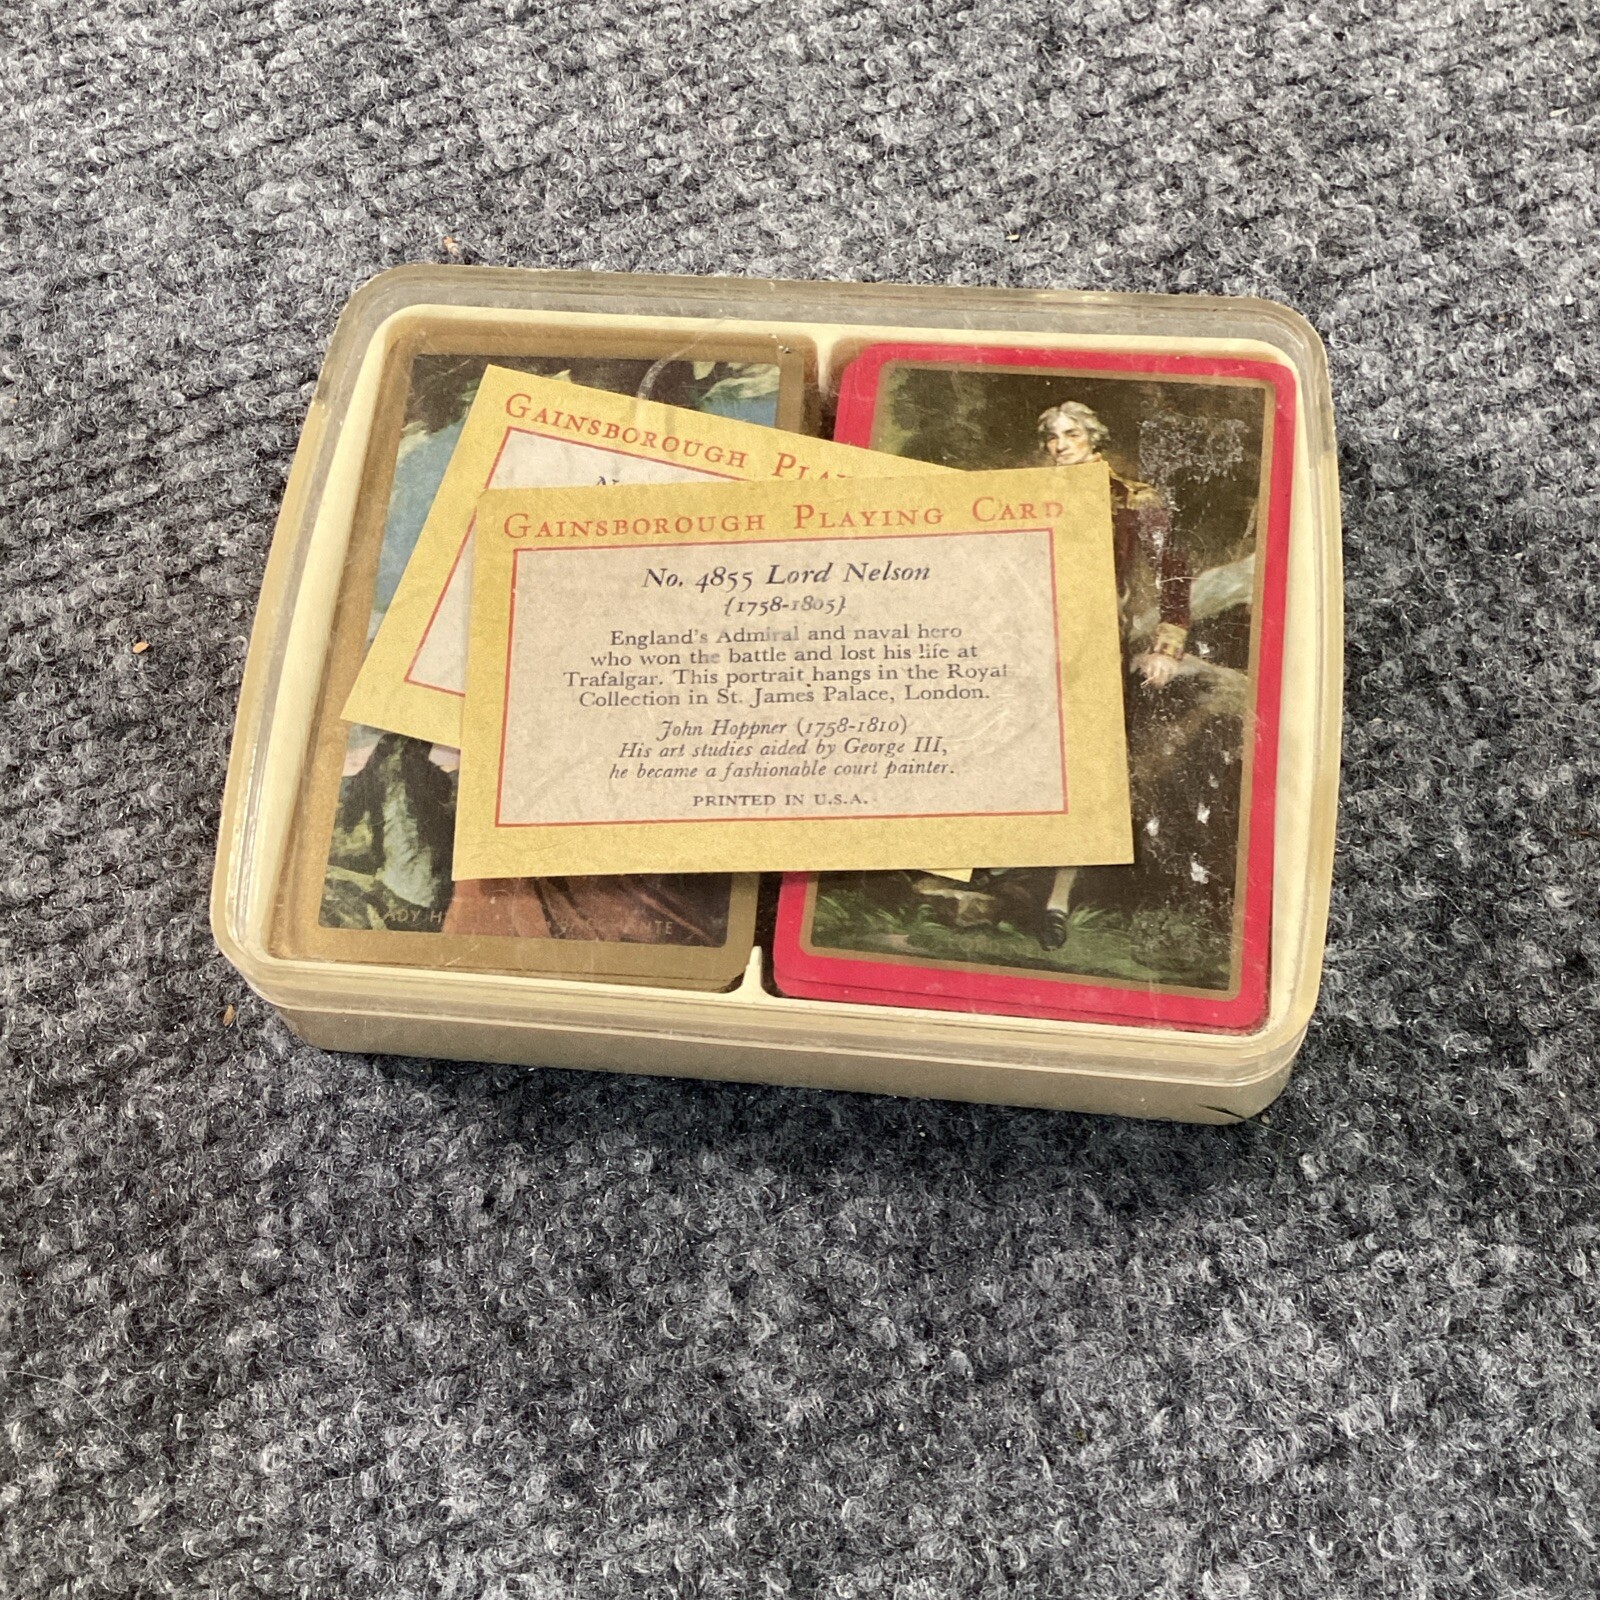 GAINSBOROUGH
GAINSBOROUGH PLAYING CARD
No. 4855 Lord Nelson
{1758-1805}
England's Admiral and naval hero
who won the battle and lost his life at
Trafalgar. This portrait hangs in the Royal
Collection in St. James Palace, London.
John Hoppner (1758-1810)
His art studies aided by George III,
he became a fashionable court painter.
PRINTED IN U.S.A.
LADY